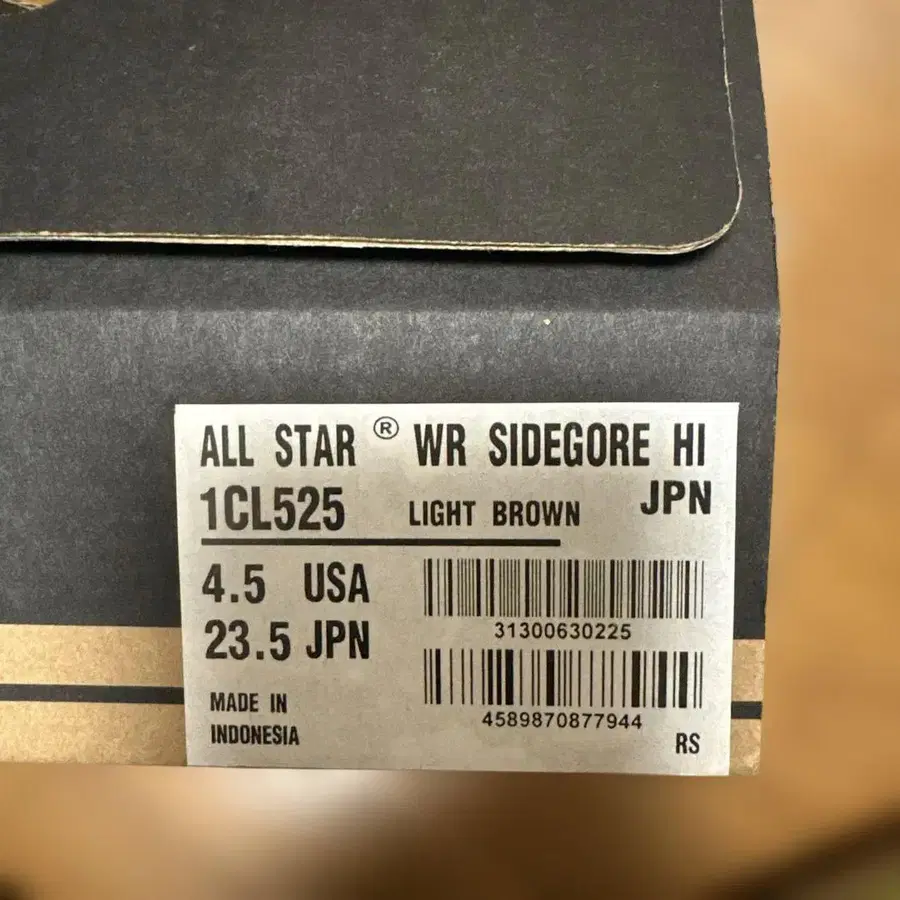 ALL STAR ® WR SIDEGORE HI
1CL525 LIGHT BROWN JPN
4.5 USA
23.5 JPN
31300630225
4589870877944
MADE IN
INDONESIA
RS